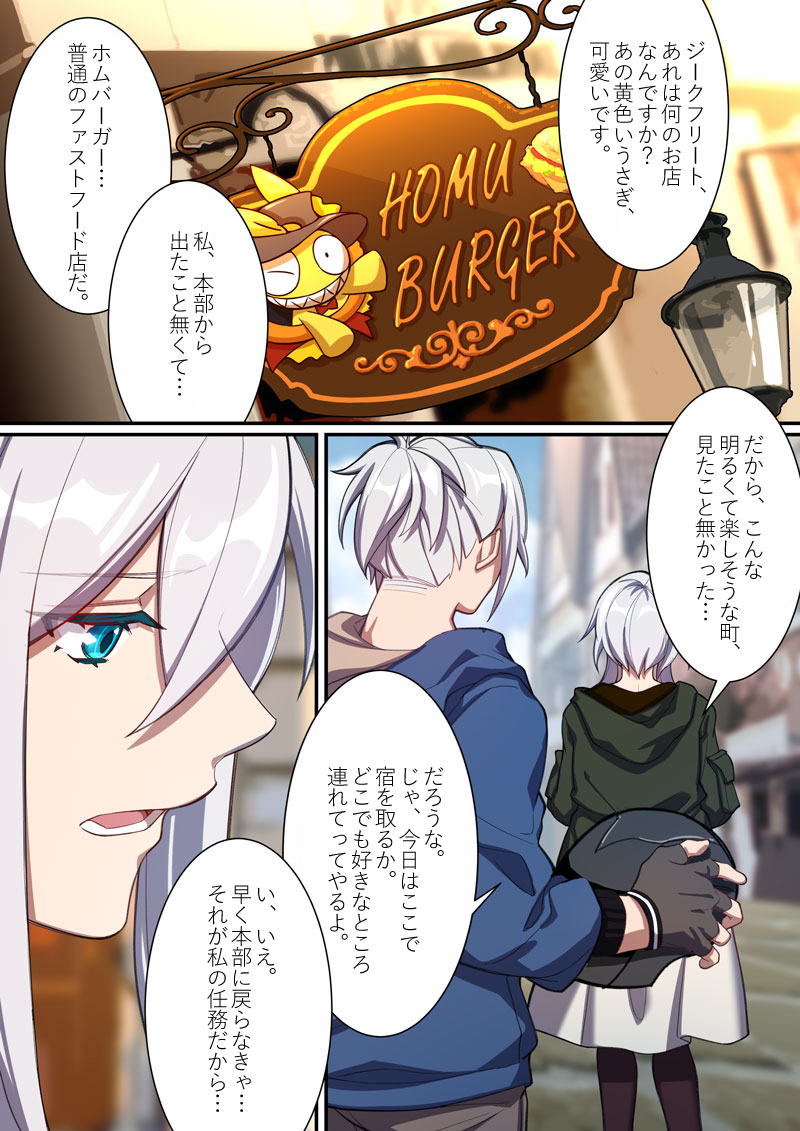 ジークフリート、
あれは何のお店
なんですか？
あの黄色いうさぎ、
可愛いです。
HOMU
BURGER
ホムバーガー…
普通のファストフード店だ。
私、本部から
出たこと無くて…
だから、こんな
明るくて楽しそうな町、
見たこと無かった…
だろうな。
じゃ、今日はここで
宿を取るか。
どこでも好きなところ
連れてってやるよ。
い、いえ。
早く本部に戻らなきゃ…
それが私の任務だから…